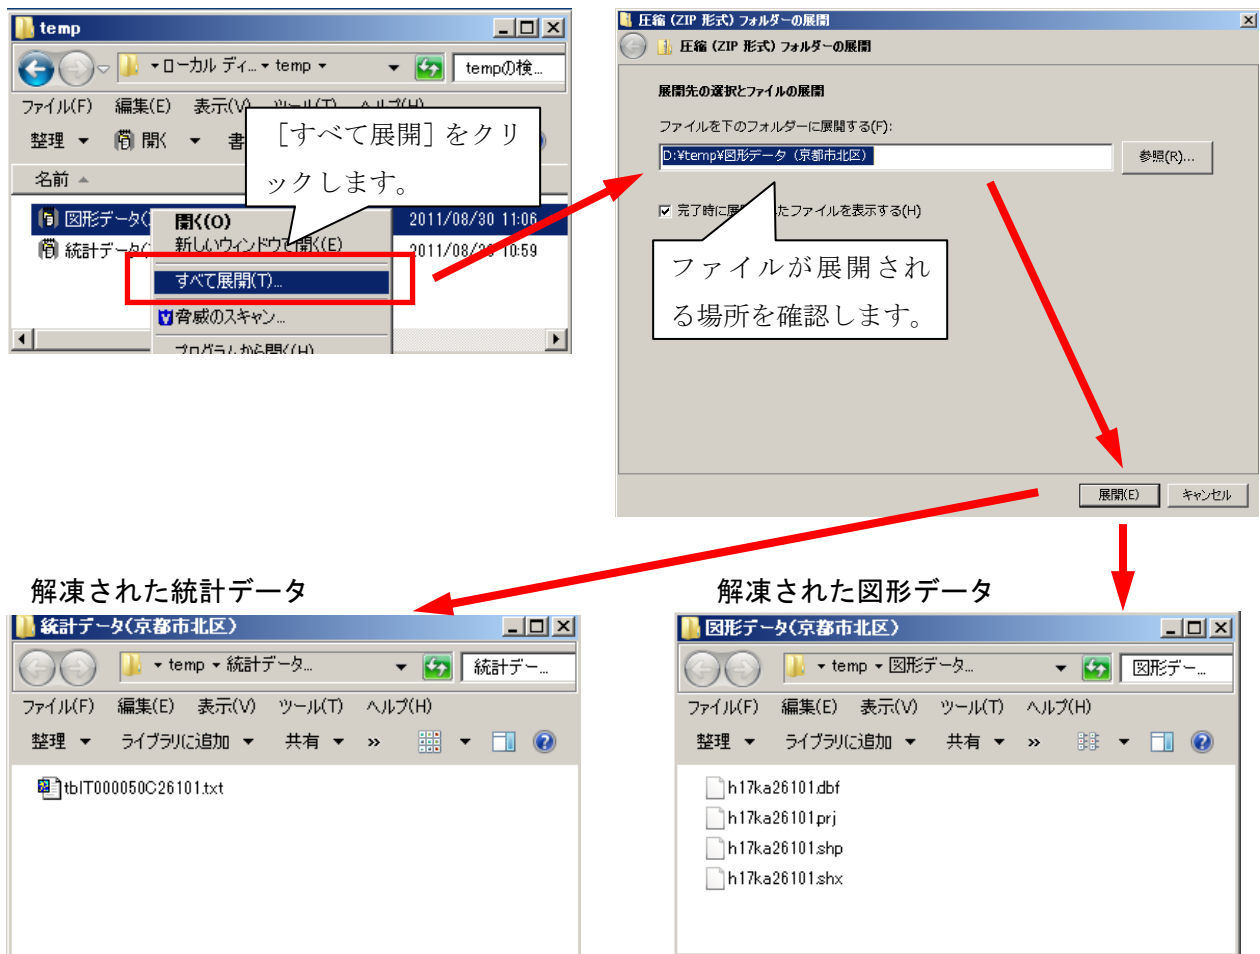 temp
ローカル ディ... temp
tempの検...
ファイル(F) 編集(E) 表示(V) ツール(T) ヘルプ(H)
整理 開く 書
名前
図形データ( 2011/08/30 11:06
統計データ( 2011/08/30 10:59
開く(O)
新しいウィンドウで開く(E)
すべて展開(T)...
脅威のスキャン...
プログラムから開く(H)
［すべて展開］をクリ
ックします。
圧縮 (ZIP 形式) フォルダーの展開
圧縮 (ZIP 形式) フォルダーの展開
展開先の選択とファイルの展開
ファイルを下のフォルダーに展開する(F):
D:¥temp¥図形データ（京都市北区）
参照(R)...
完了時に展 たファイルを表示する(H)
ファイルが展開され
る場所を確認します。
展開(E) キャンセル
解凍された統計データ
統計データ(京都市北区)
temp 統計データ...
統計デー...
ファイル(F) 編集(E) 表示(V) ツール(T) ヘルプ(H)
整理 ライブラリに追加 共有 »
tblT000050C26101.txt
解凍された図形データ
図形データ(京都市北区)
temp 図形データ...
図形デー...
ファイル(F) 編集(E) 表示(V) ツール(T) ヘルプ(H)
整理 ライブラリに追加 共有 »
h17ka26101.dbf
h17ka26101.prj
h17ka26101.shp
h17ka26101.shx